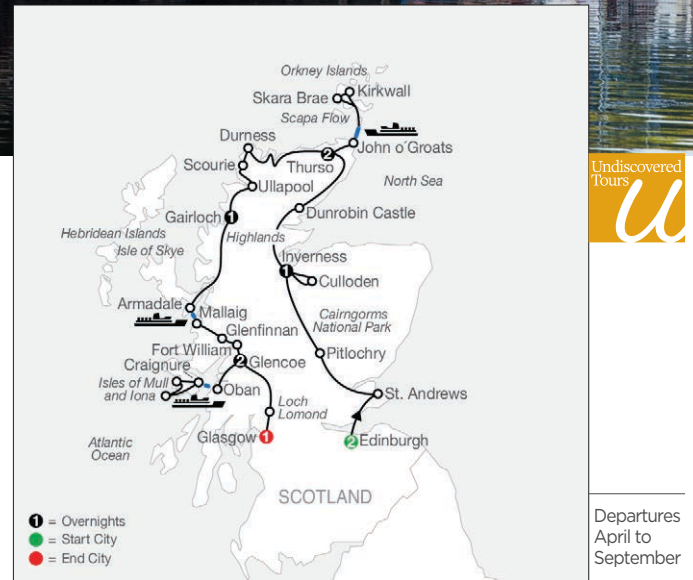 Orkney Islands
Kirkwall
Skara Brae
Scapa Flow
Durness
John o´Groats
Scourie
2
Thurso
North Sea
Ullapool
Dunrobin Castle
Gairloch
1
Hebridean Islands
Highlands
Isle of Skye
Inverness
1
Culloden
Armadale
Mallaig
Cairngorms
National Park
Glenfinnan
Fort William
Pitlochry
2
Glencoe
Craignure
Isles of Mull
and Iona
Oban
St. Andrews
Loch
Lomond
Glasgow
1
2
Edinburgh
Atlantic
Ocean
SCOTLAND
1 = Overnights
= Start City
= End City
Undiscovered
Tours
U
Departures
April to
September